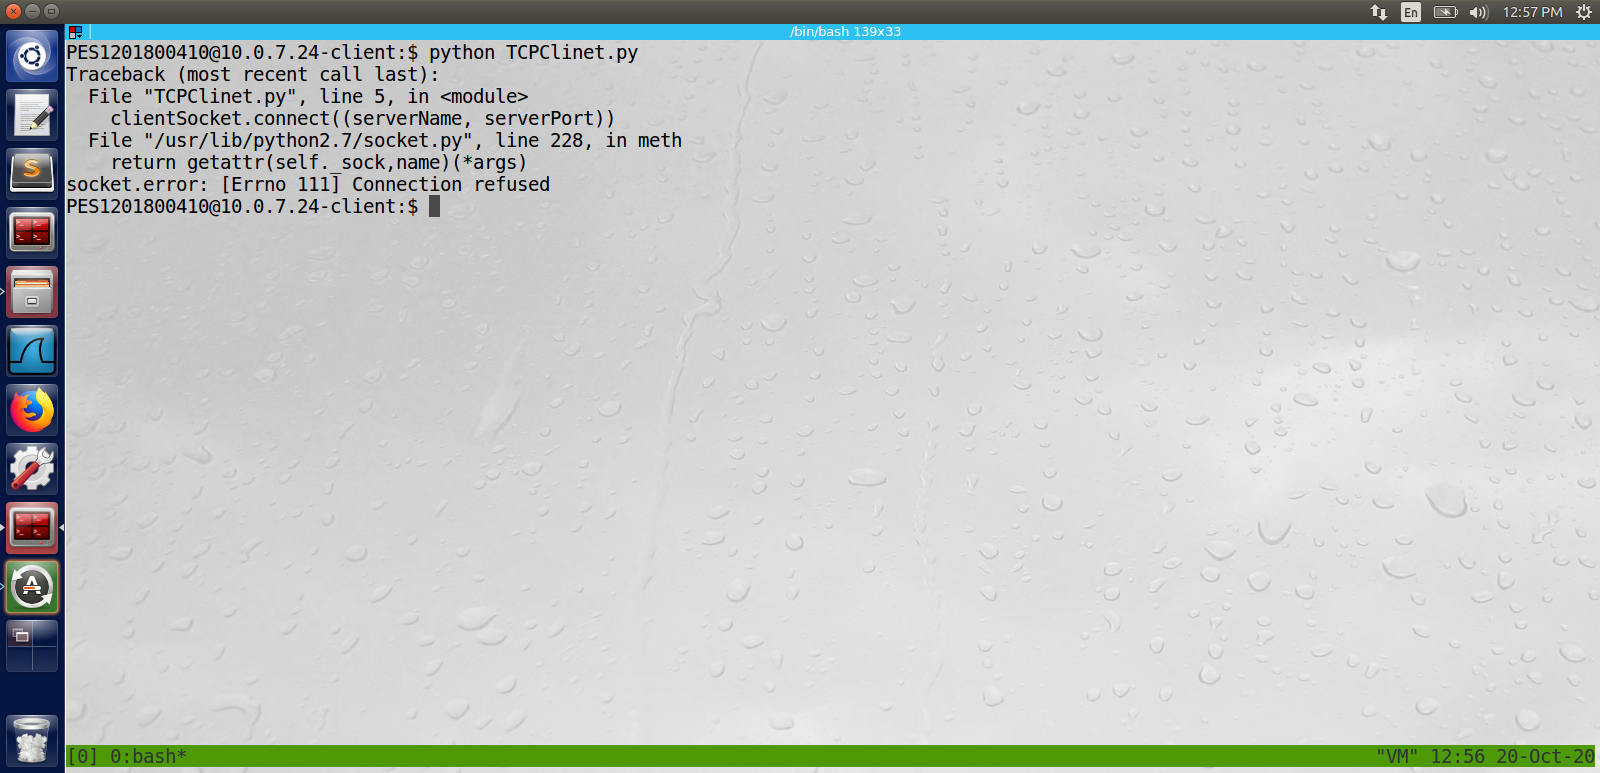 En
12:57 PM
/bin/bash 139x33
PES1201800410@10.0.7.24-client:$ python TCPClinet.py
Traceback (most recent call last):
  File "TCPClinet.py", line 5, in <module>
    clientSocket.connect((serverName, serverPort))
  File "/usr/lib/python2.7/socket.py", line 228, in meth
    return getattr(self._sock,name)(*args)
socket.error: [Errno 111] Connection refused
PES1201800410@10.0.7.24-client:$
[0] 0:bash*
"VM" 12:56 20-Oct-20